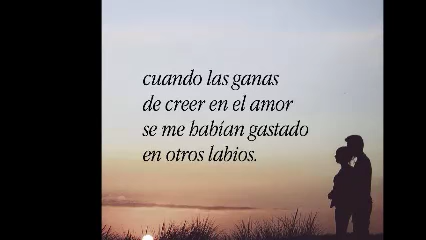 cuando las ganas
de creer en el amor
se me habían gastado
en otros labios.